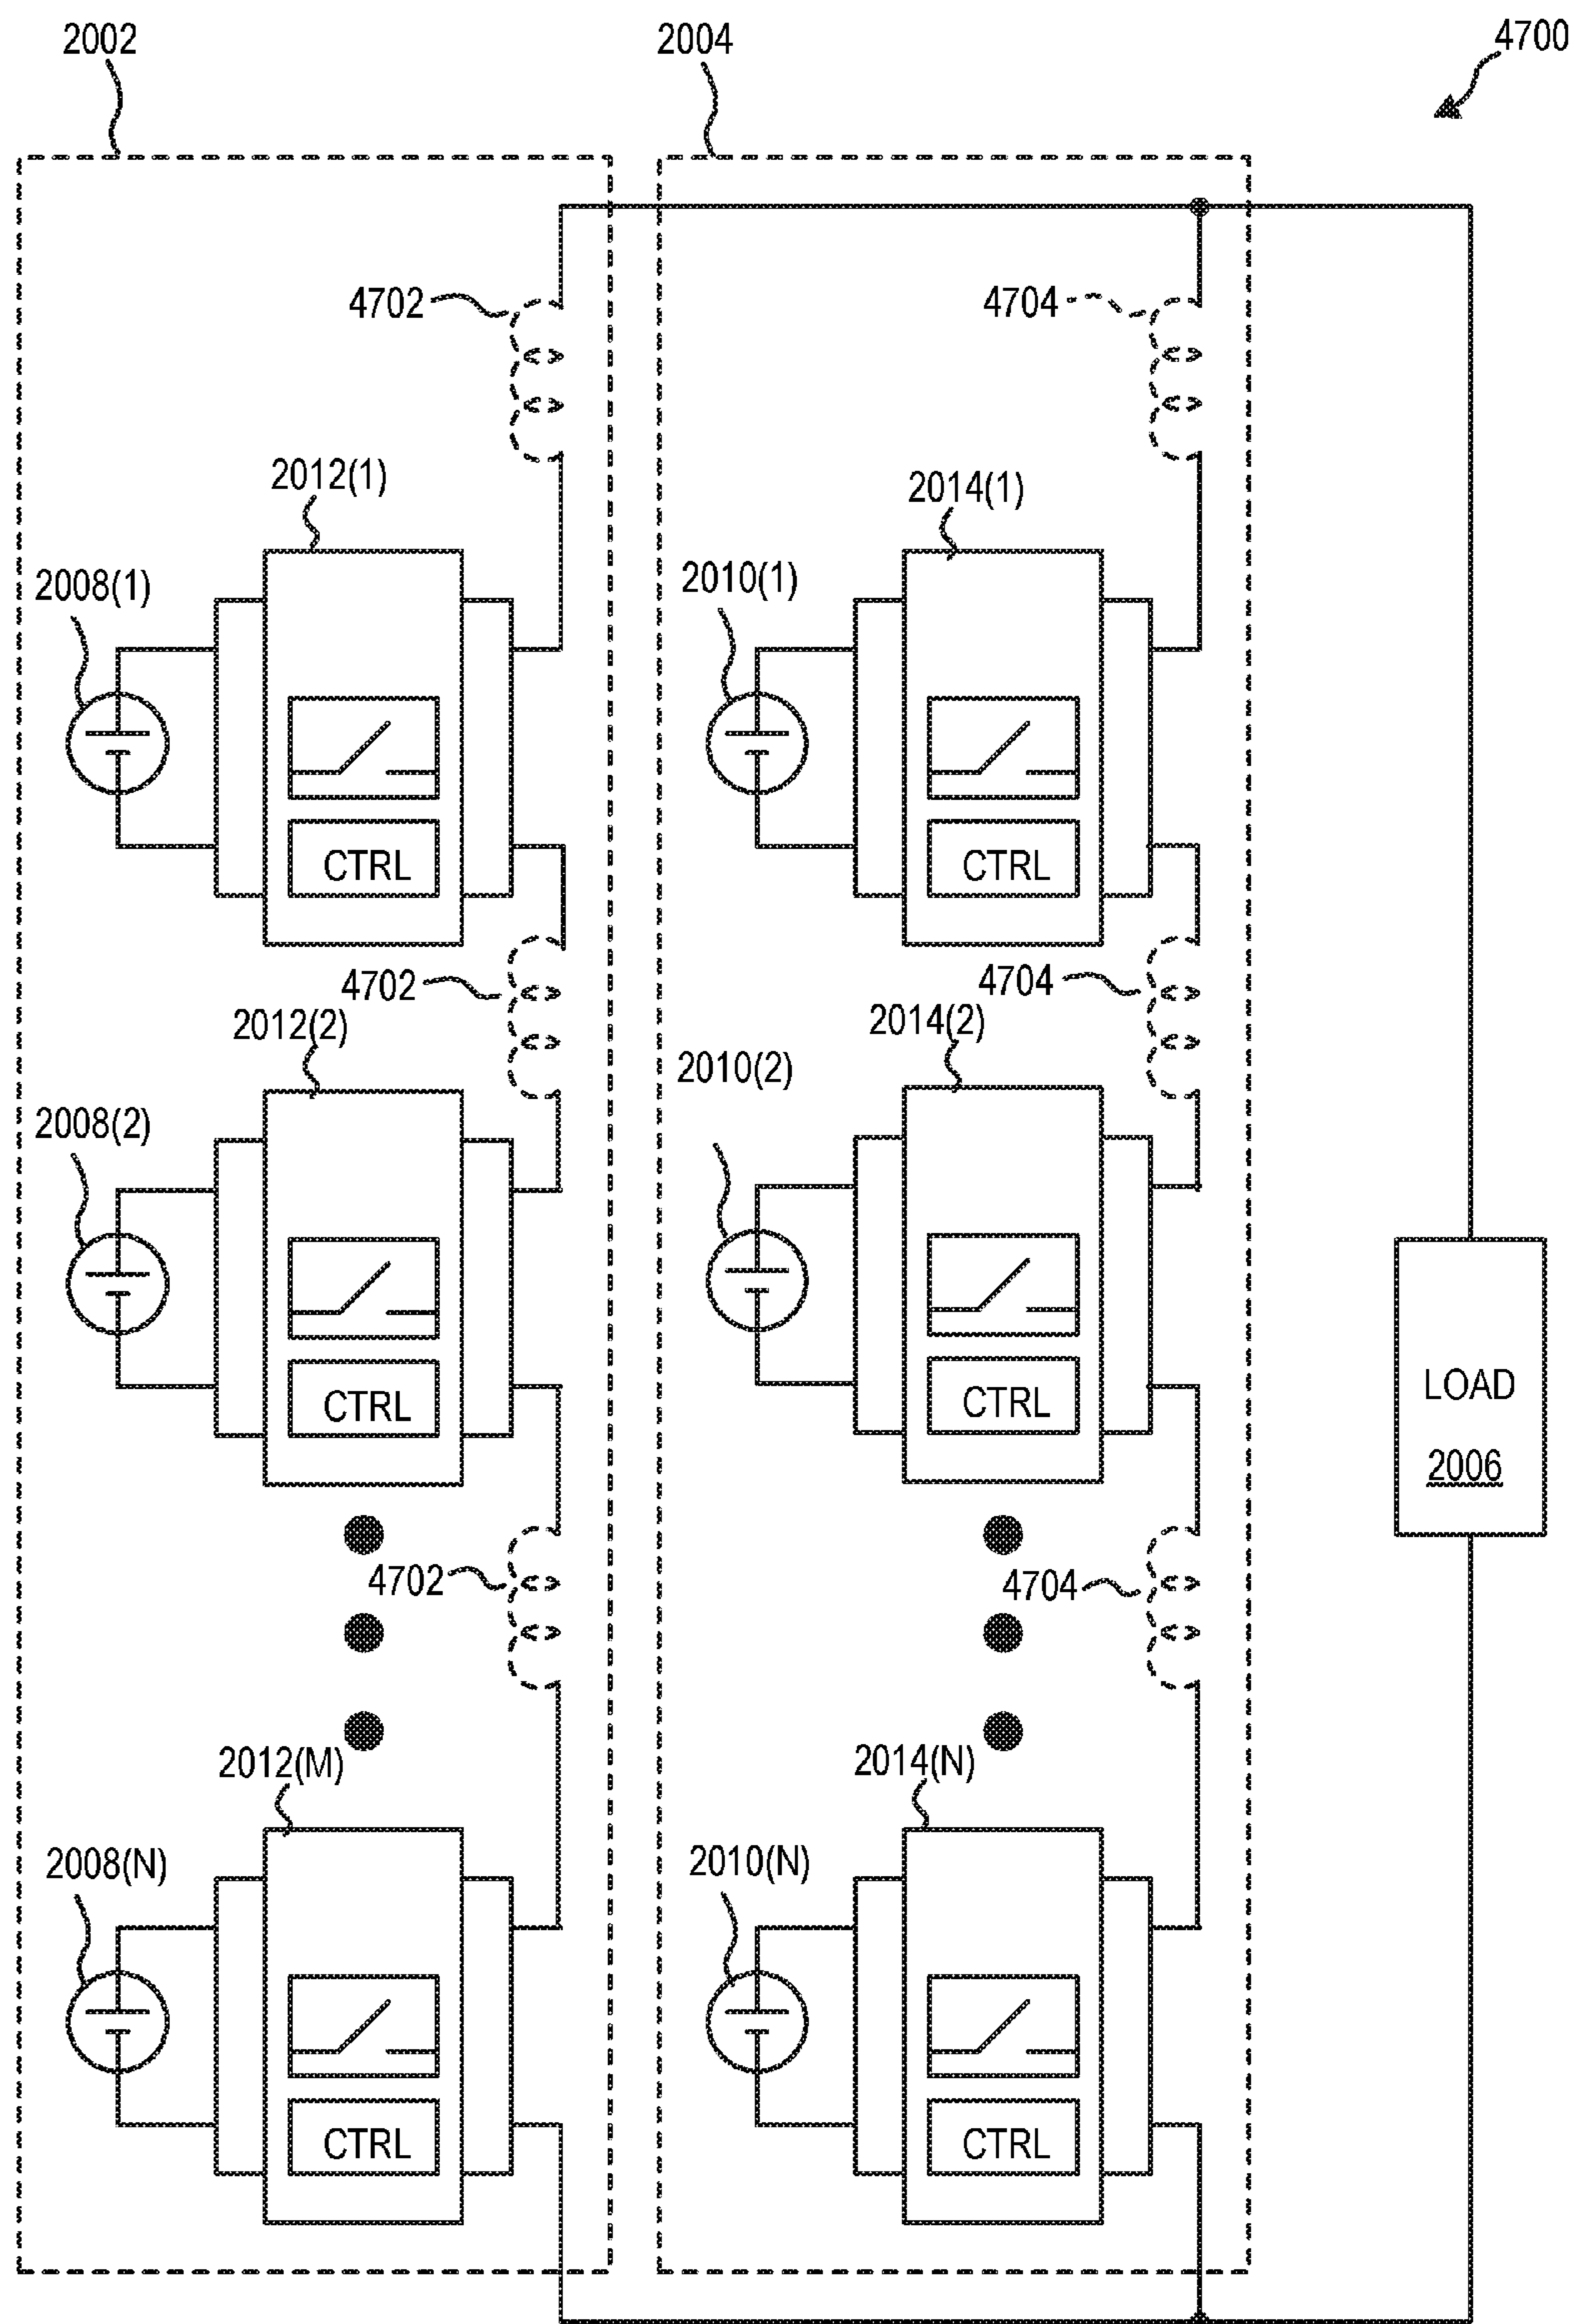 2002
2004
4700
4702
4704
2012(1)
2014(1)
2008(1)
2010(1)
CTRL
CTRL
4702
4704
2012(2)
2014(2)
2008(2)
2010(2)
CTRL
CTRL
LOAD
2006
4702
4704
2012(M)
2014(N)
2008(N)
2010(N)
CTRL
CTRL